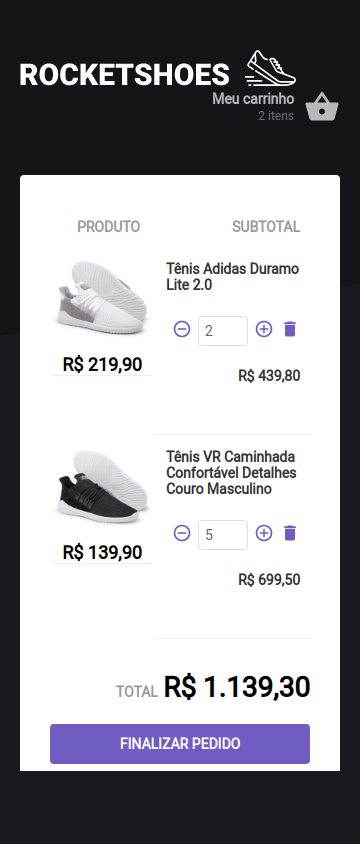 ROCKETSHOES
Meu carrinho
2 itens
PRODUTO SUBTOTAL
Tênis Adidas Duramo
Lite 2.0
2
R$ 219,90
R$ 439,80
Tênis VR Caminhada
Confortável Detalhes
Couro Masculino
5
R$ 139,90
R$ 699,50
TOTAL R$ 1.139,30
FINALIZAR PEDIDO